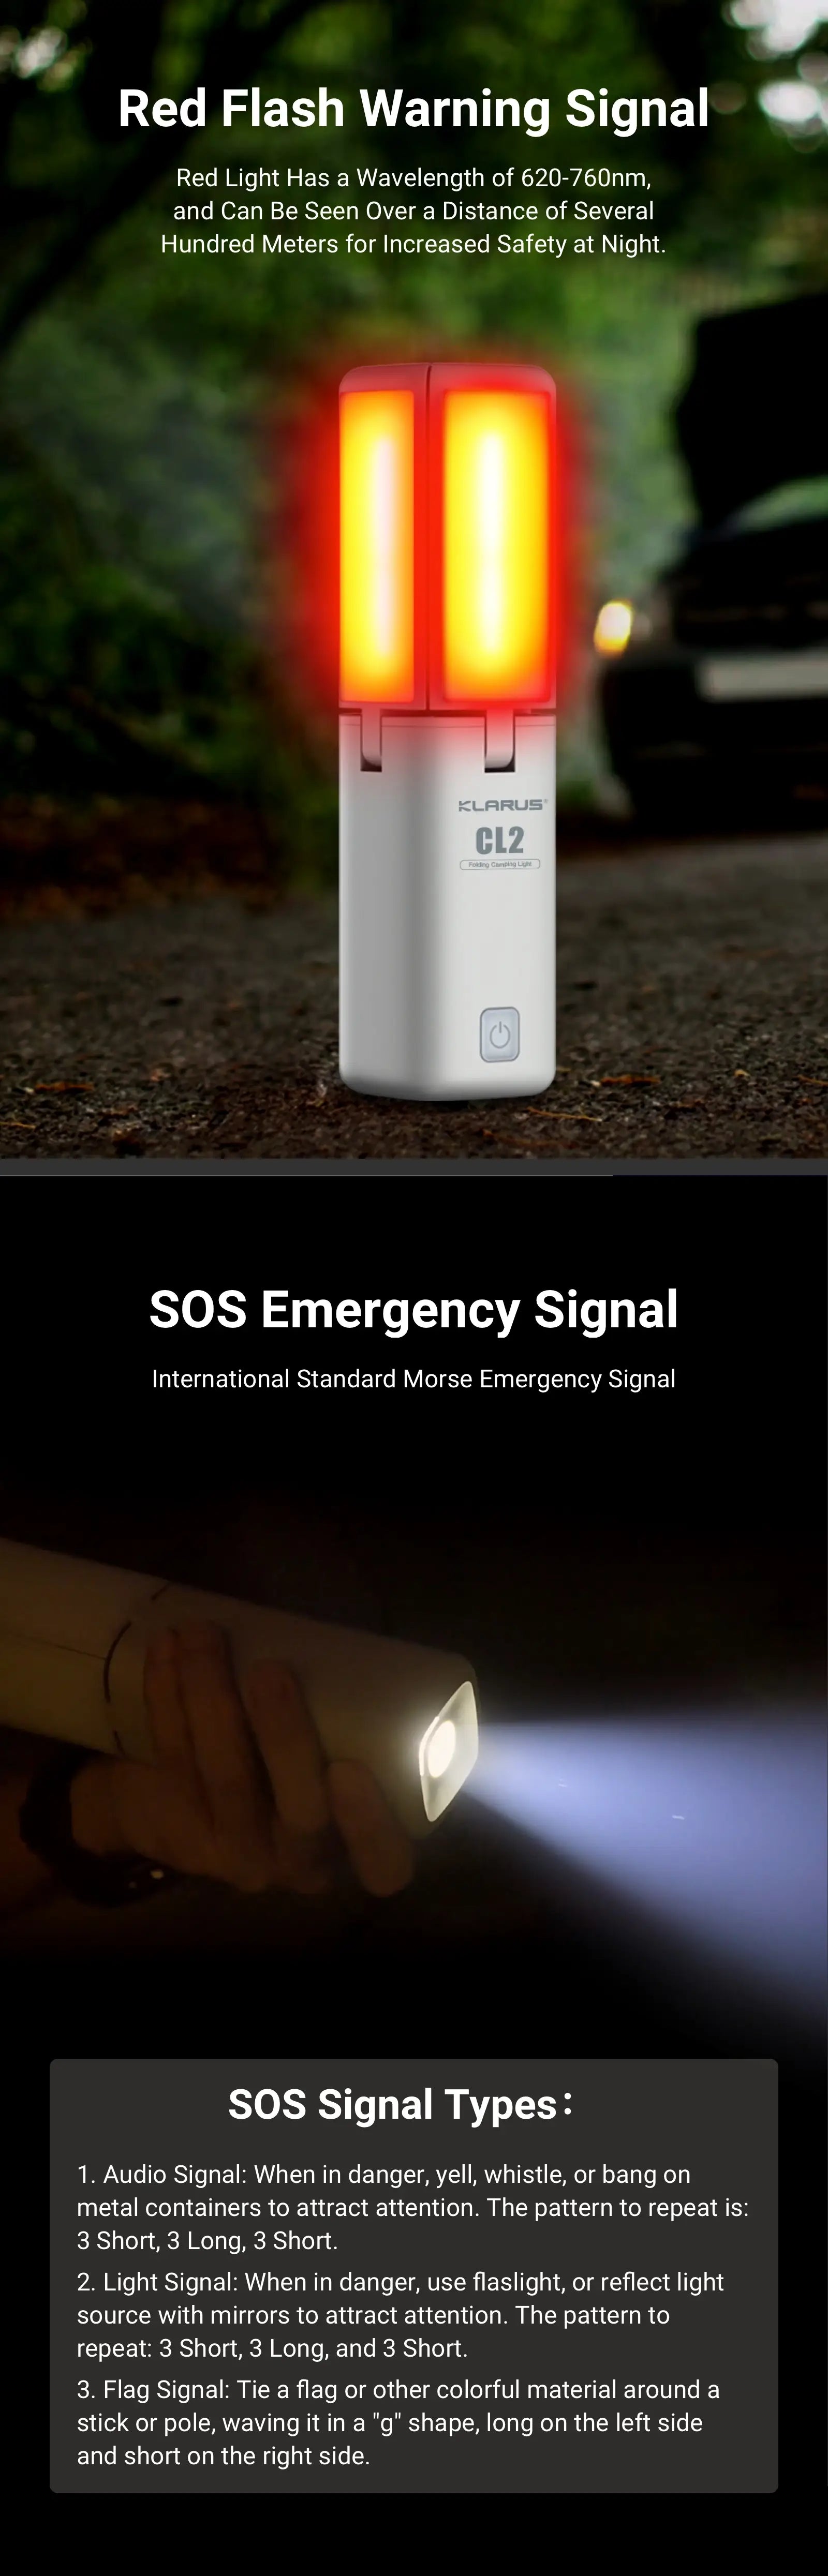 Red Flash Warning Signal
Red Light Has a Wavelength of 620-760nm,
and Can Be Seen Over a Distance of Several
Hundred Meters for Increased Safety at Night.
KLARUS®
CL2
Folding Camping Light
SOS Emergency Signal
International Standard Morse Emergency Signal
SOS Signal Types：
1. Audio Signal: When in danger, yell, whistle, or bang on
metal containers to attract attention. The pattern to repeat is:
3 Short, 3 Long, 3 Short.
2. Light Signal: When in danger, use flaslight, or reflect light
source with mirrors to attract attention. The pattern to
repeat: 3 Short, 3 Long, and 3 Short.
3. Flag Signal: Tie a flag or other colorful material around a
stick or pole, waving it in a "g" shape, long on the left side
and short on the right side.